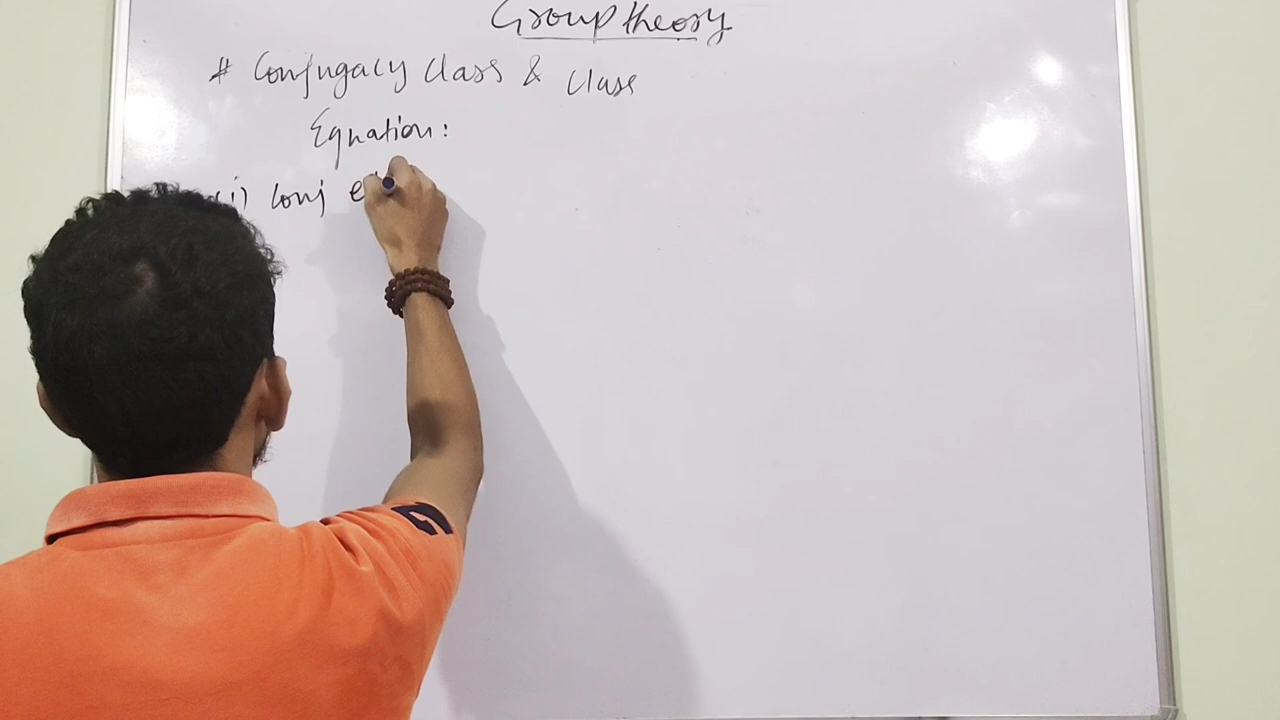 Group theory
# Conjugacy class & class
Equation:
(i) Conj